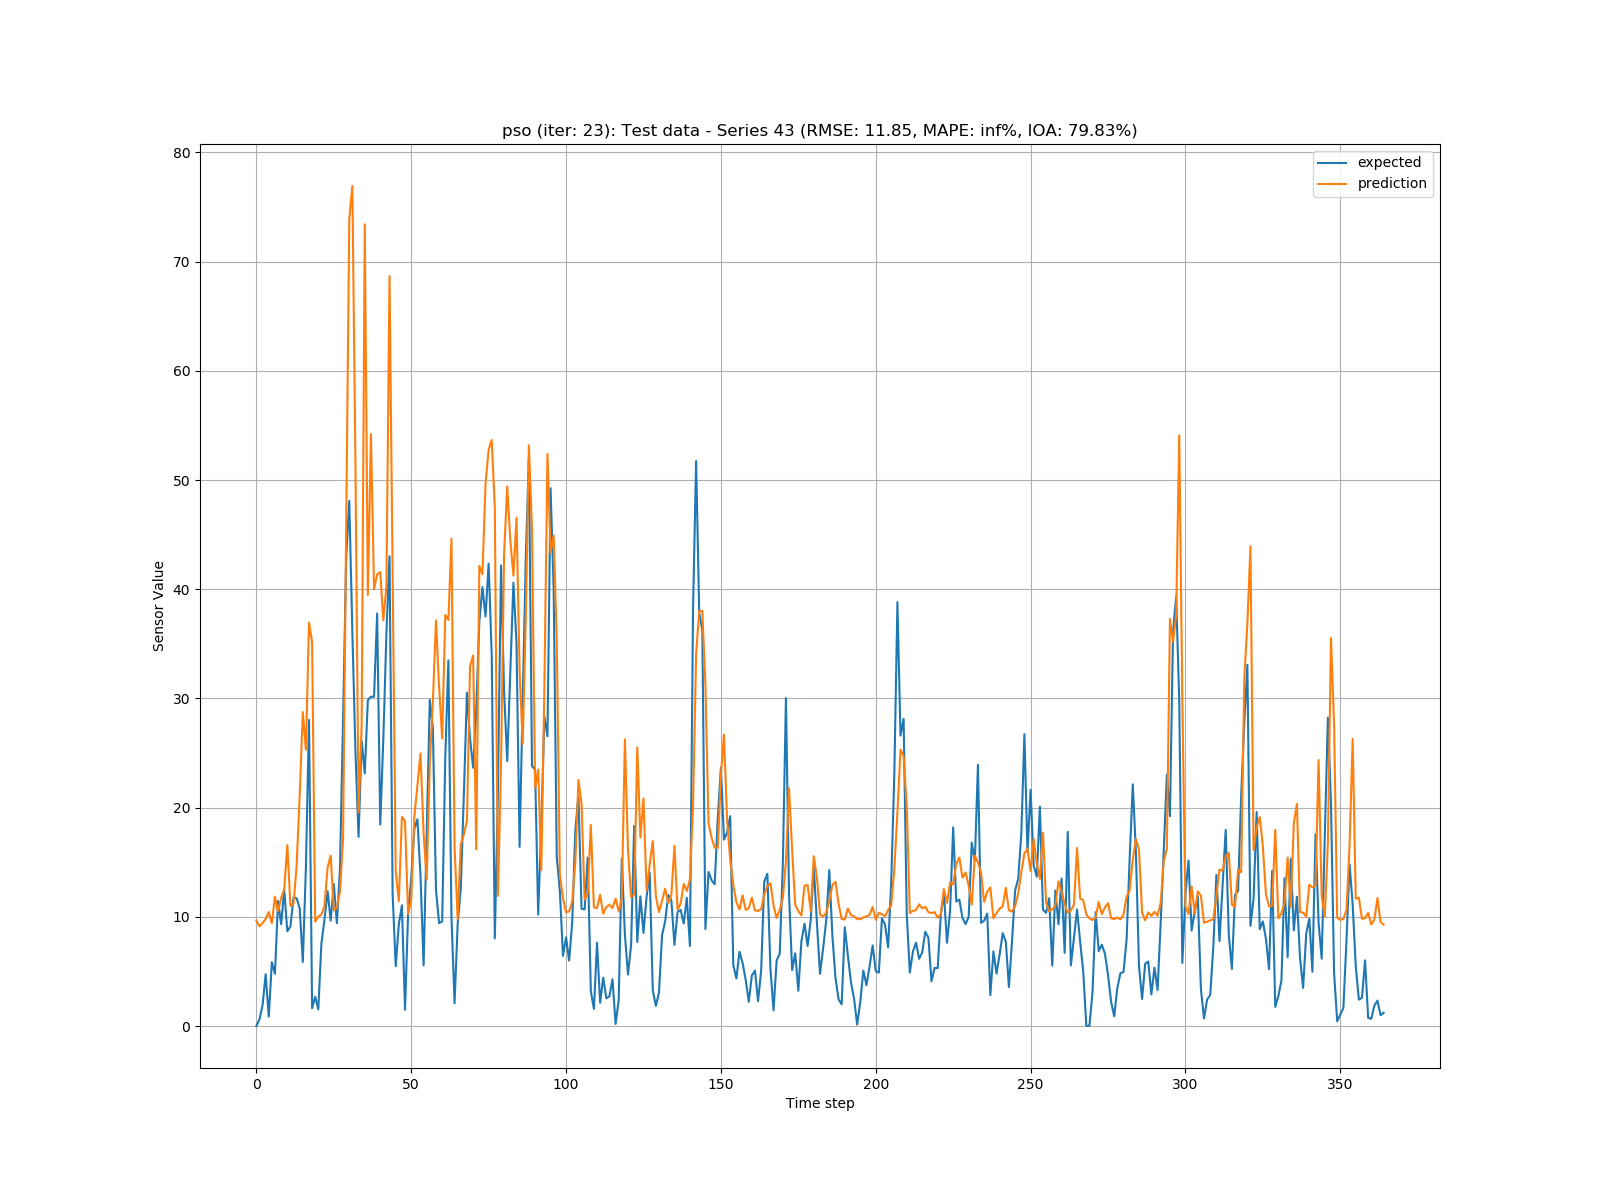 pso (iter: 23): Test data - Series 43 (RMSE: 11.85, MAPE: inf%, IOA: 79.83%)
expected
prediction
80
70
60
50
40
30
20
10
0
Sensor Value
0 50 100 150 200 250 300 350
Time step